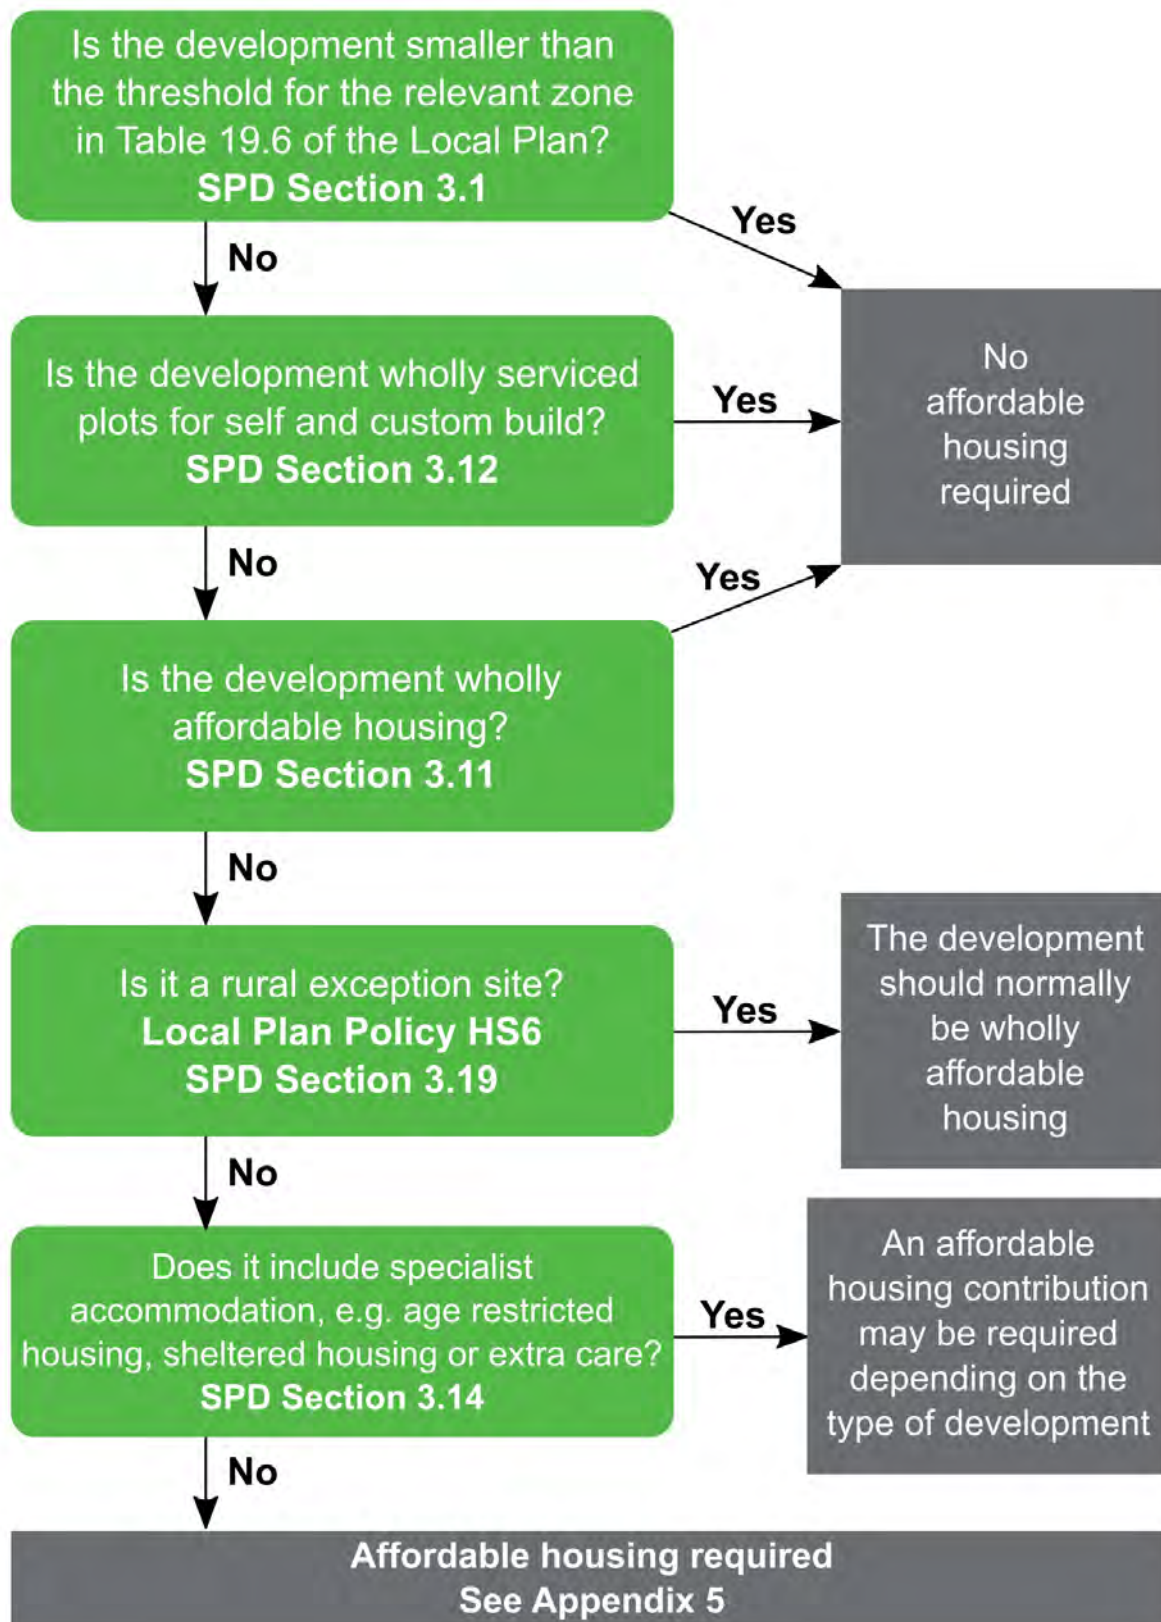 Is the development smaller than
the threshold for the relevant zone
in Table 19.6 of the Local Plan?
SPD Section 3.1
Yes
No
No
affordable
housing
required
Is the development wholly serviced
plots for self and custom build?
SPD Section 3.12
Yes
No
Yes
Is the development wholly
affordable housing?
SPD Section 3.11
No
Is it a rural exception site?
Local Plan Policy HS6
SPD Section 3.19
Yes
The development
should normally
be wholly
affordable
housing
No
Does it include specialist
accommodation, e.g. age restricted
housing, sheltered housing or extra care?
SPD Section 3.14
Yes
An affordable
housing contribution
may be required
depending on the
type of development
No
Affordable housing required
See Appendix 5